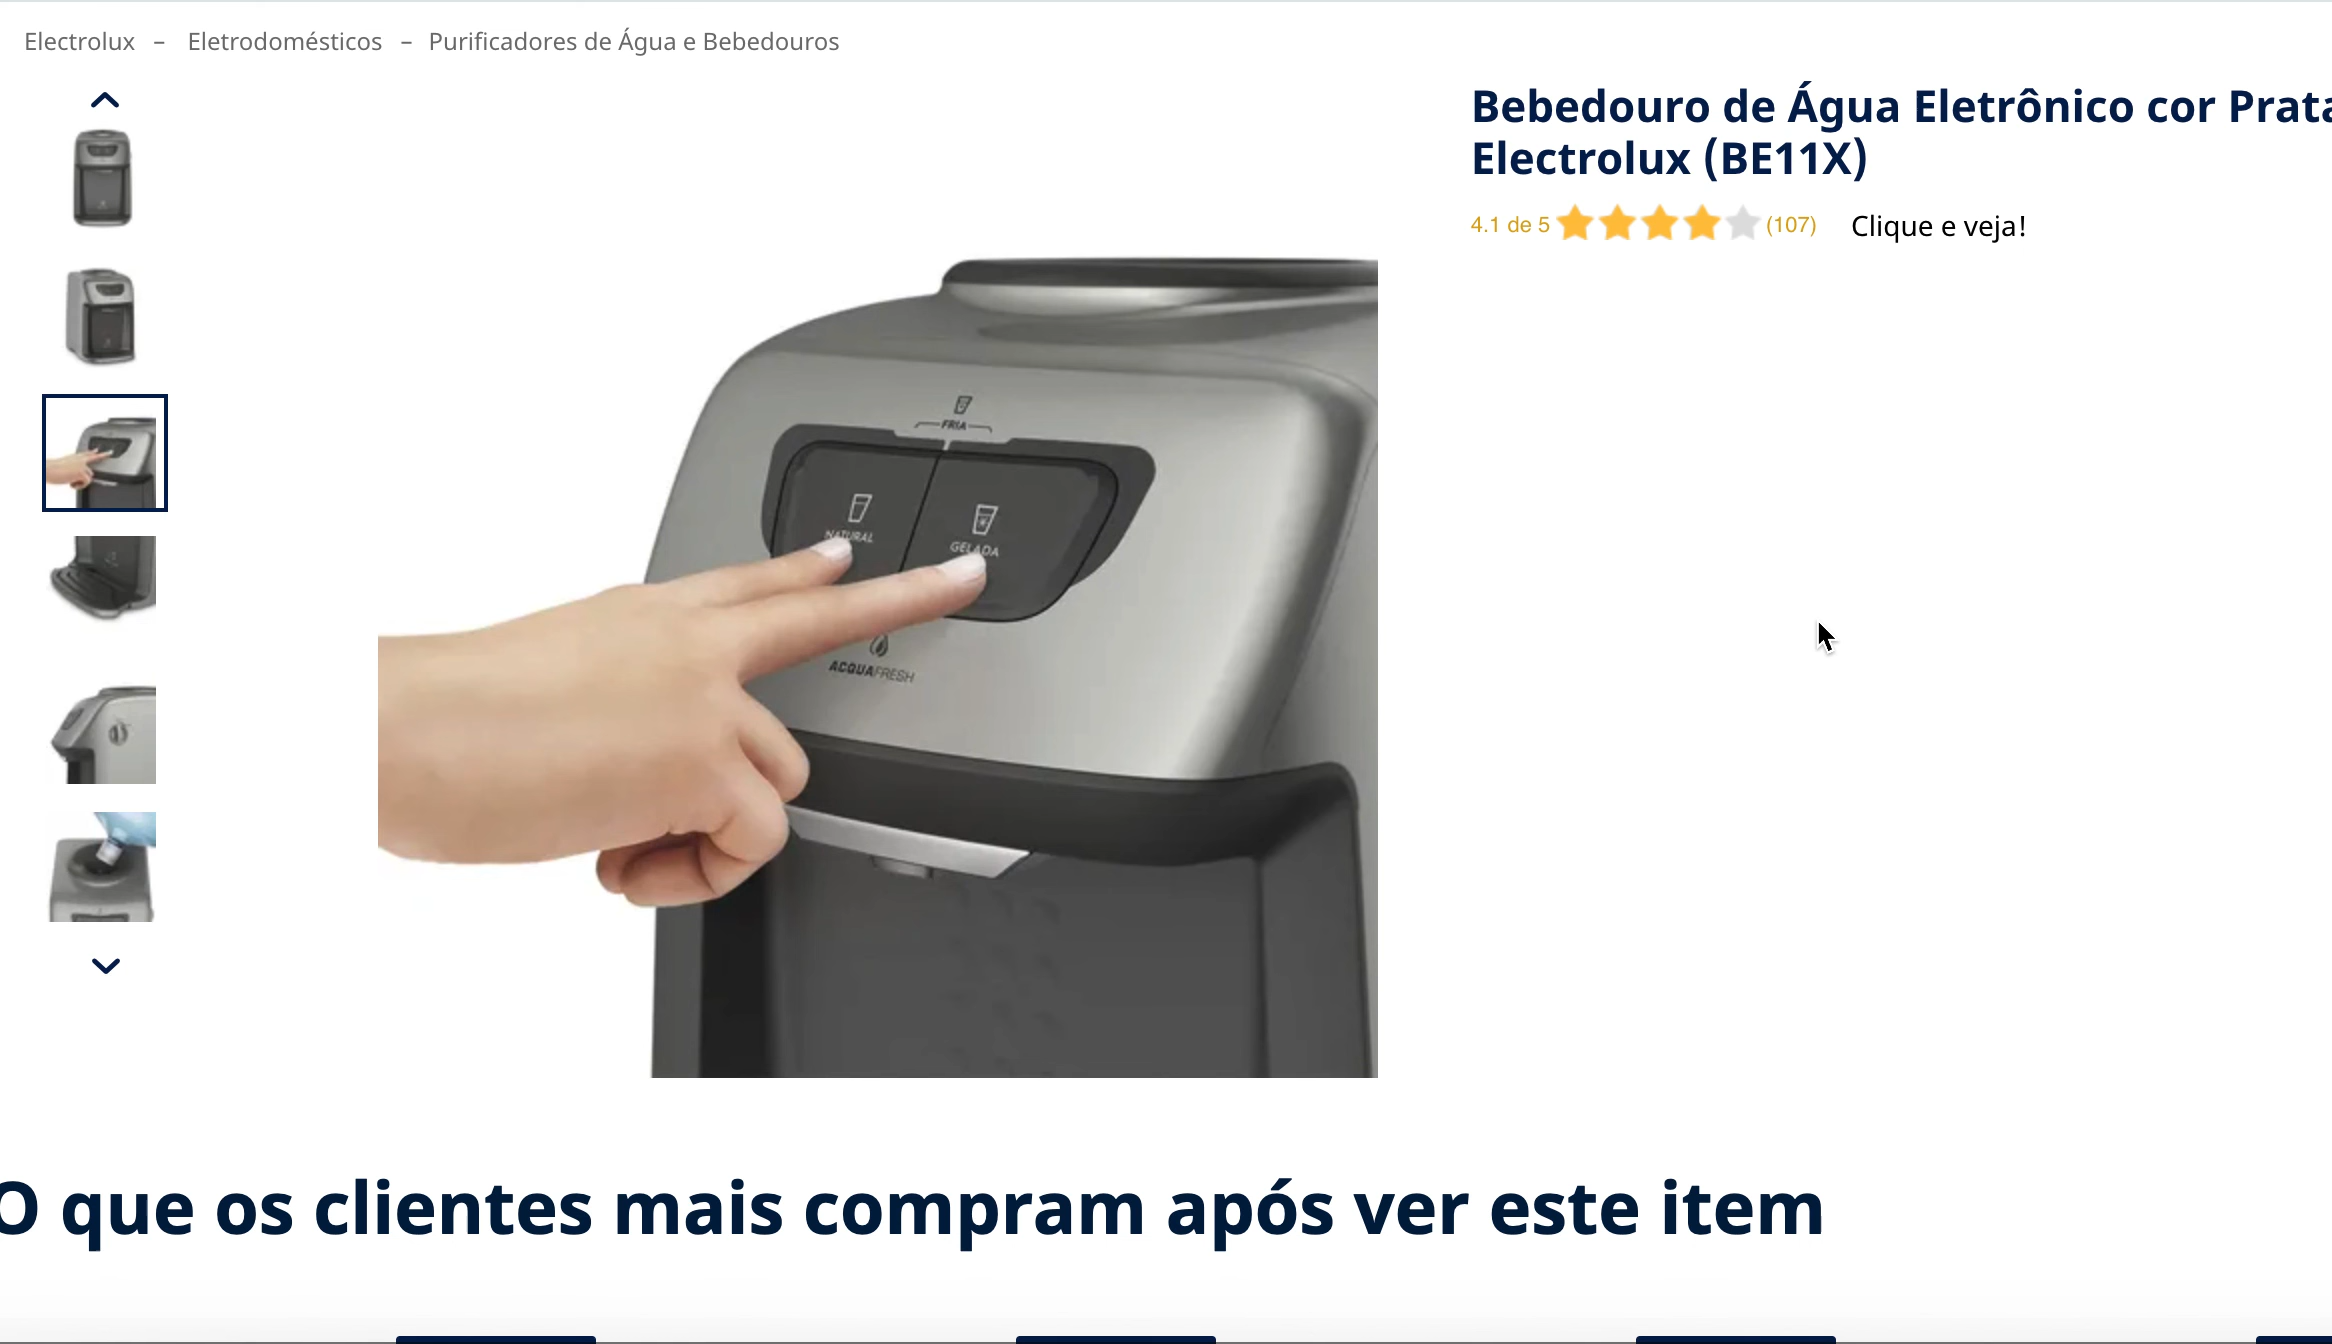 Electrolux – Eletrodomésticos – Purificadores de Água e Bebedouros
Bebedouro de Água Eletrônico cor Prata
Electrolux (BE11X)
4.1 de 5 (107) Clique e veja!
FRIA
NATURAL
GELADA
ACQUAFRESH
O que os clientes mais compram após ver este item